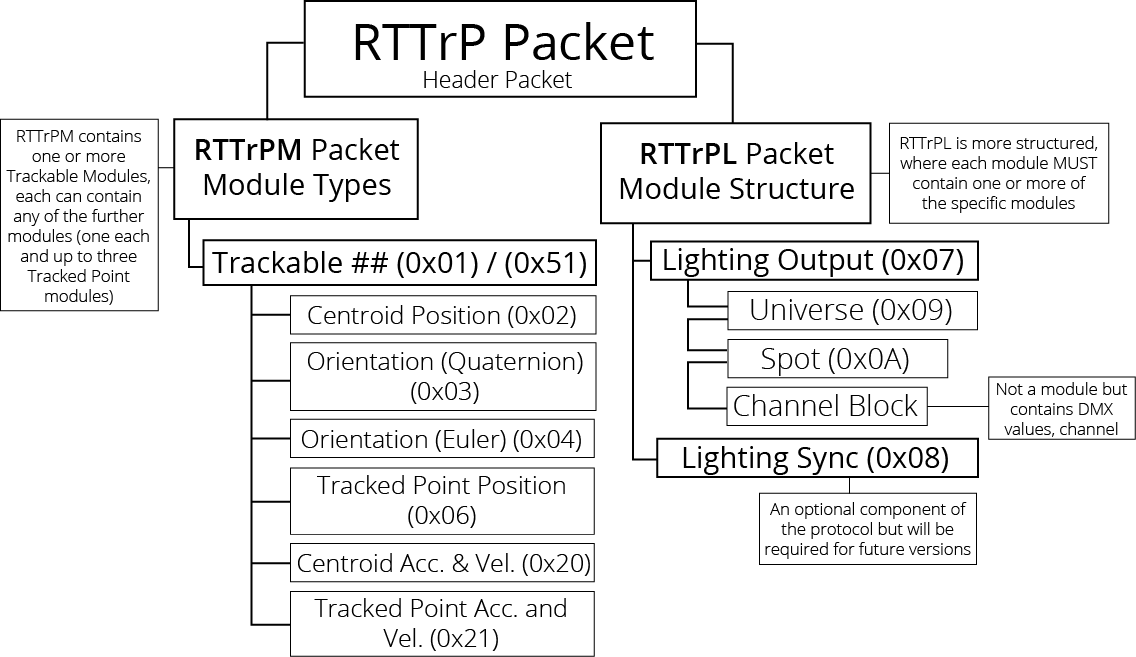 RTTrP Packet
Header Packet
RTTrPM contains
one or more
Trackable Modules,
each can contain
any of the further
modules (one each
and up to three
Tracked Point
modules)
RTTrPM Packet
Module Types
Trackable ## (0x01) / (0x51)
Centroid Position (0x02)
Orientation (Quaternion)
(0x03)
Orientation (Euler) (0x04)
Tracked Point Position
(0x06)
Centroid Acc. & Vel. (0x20)
Tracked Point Acc. and
Vel. (0x21)
RTTrPL Packet
Module Structure
RTTrPL is more structured,
where each module MUST
contain one or more of
the specific modules
Lighting Output (0x07)
Universe (0x09)
Spot (0x0A)
Channel Block
Not a module but
contains DMX
values, channel
Lighting Sync (0x08)
An optional component of
the protocol but will be
required for future versions